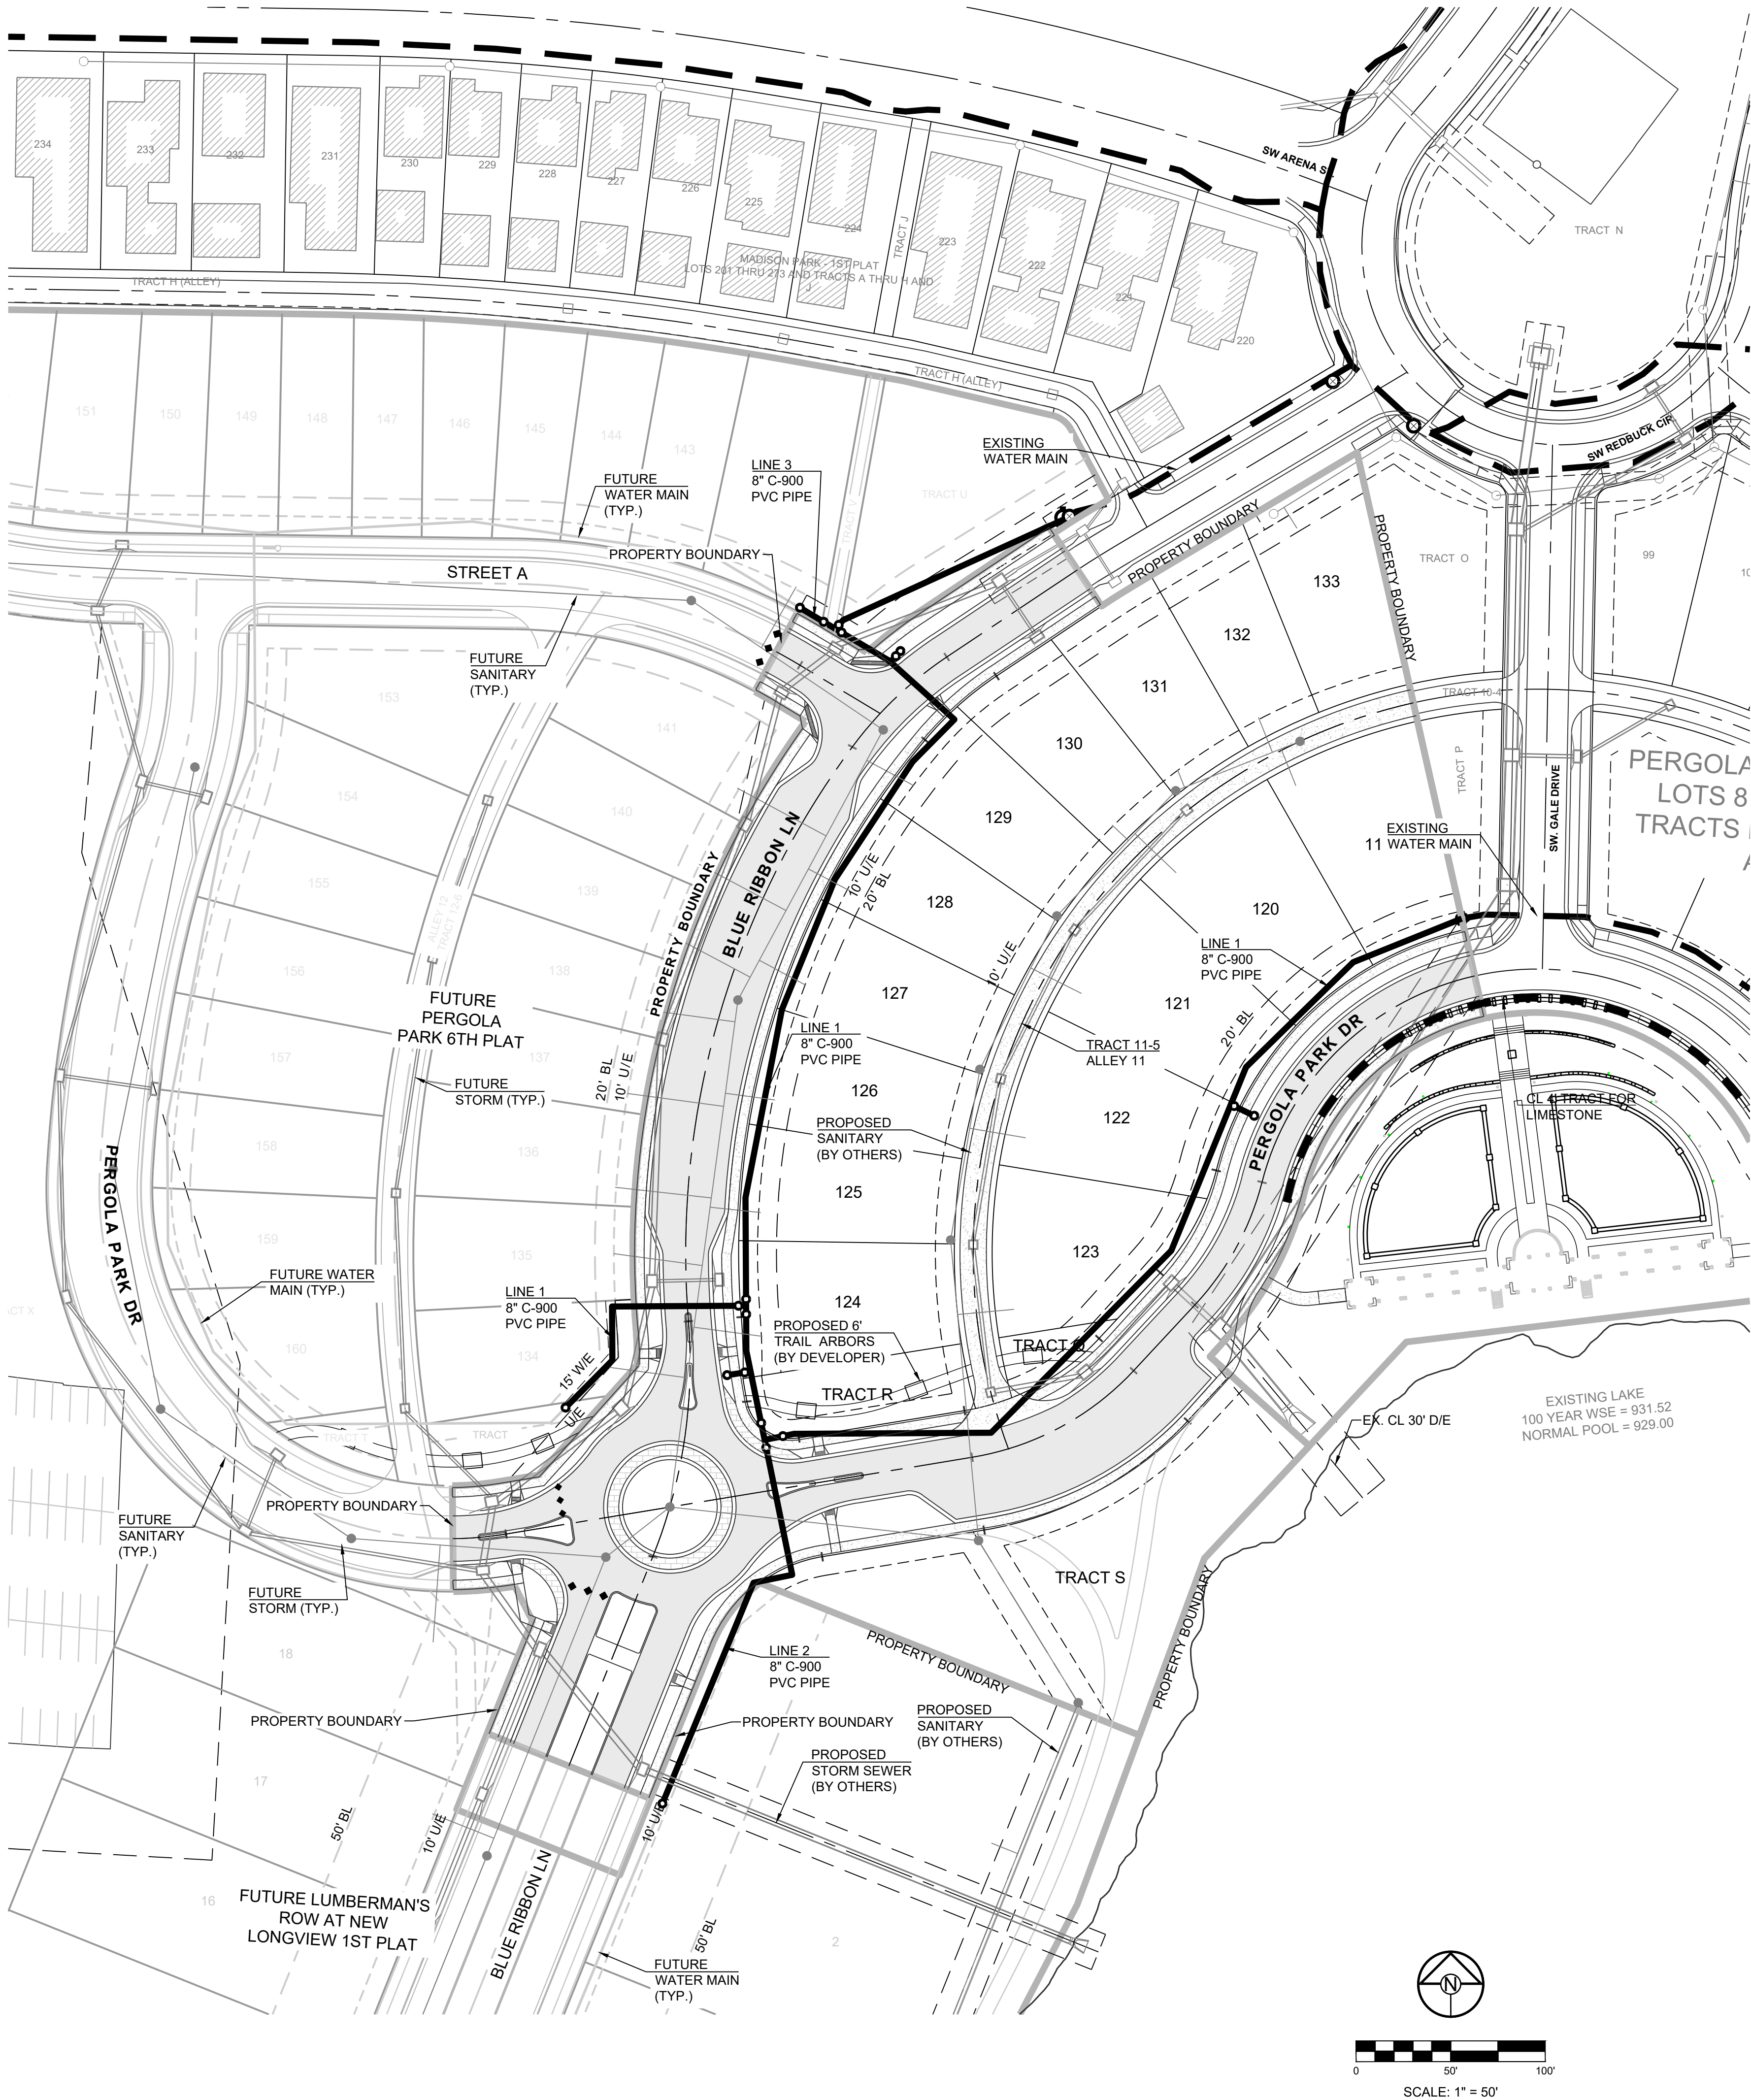 SW ARENA S
234
233
232
231
230
229
228
227
226
225
224
TRACT J
223
222
221
220
TRACT N
MADISON PARK - 1ST PLAT
LOTS 201 THRU 273 AND TRACTS A THRU H AND
J
TRACT H (ALLEY)
TRACT H (ALLEY)
151
150
149
148
147
146
145
144
143
LINE 3
8" C-900
PVC PIPE
EXISTING
WATER MAIN
SW REDBUCK CIR
FUTURE
WATER MAIN
(TYP.)
TRACT V
TRACT U
PROPERTY BOUNDARY
PROPERTY BOUNDARY
PROPERTY BOUNDARY
STREET A
133
TRACT O
99
10
132
FUTURE
SANITARY
(TYP.)
153
141
131
TRACT 10-4
130
TRACT P
154
140
129
PERGOLA
LOTS 8
TRACTS
A
SW. GALE DRIVE
BLUE RIBBON LN
PROPERTY BOUNDARY
10' U/E
20' BL
EXISTING
11 WATER MAIN
155
139
128
120
ALLEY 12
TRACT 12-6
LINE 1
8" C-900
PVC PIPE
10' U/E
156
138
127
121
FUTURE
PERGOLA
PARK 6TH PLAT
LINE 1
8" C-900
PVC PIPE
20' BL
PERGOLA PARK DR
TRACT 11-5
ALLEY 11
157
137
20' BL
10' U/E
FUTURE
STORM (TYP.)
126
122
CL 4' TRACT FOR
LIMESTONE
PROPOSED
SANITARY
(BY OTHERS)
158
136
PERGOLA PARK DR
125
159
135
123
FUTURE WATER
MAIN (TYP.)
LINE 1
8" C-900
PVC PIPE
124
PROPOSED 6'
TRAIL ARBORS
(BY DEVELOPER)
TRACT
160
134
15' W/E
U/E
TRACT R
EXISTING LAKE
100 YEAR WSE = 931.52
NORMAL POOL = 929.00
EX. CL 30' D/E
TRACT T
TRACT
PROPERTY BOUNDARY
FUTURE
SANITARY
(TYP.)
FUTURE
STORM (TYP.)
TRACT S
PROPERTY BOUNDARY
PROPERTY BOUNDARY
18
LINE 2
8" C-900
PVC PIPE
PROPERTY BOUNDARY
PROPERTY BOUNDARY
PROPOSED
SANITARY
(BY OTHERS)
PROPOSED
STORM SEWER
(BY OTHERS)
17
50' BL
10' U/E
10' U/E
16
FUTURE LUMBERMAN'S
ROW AT NEW
LONGVIEW 1ST PLAT
BLUE RIBBON LN
50' BL
2
FUTURE
WATER MAIN
(TYP.)
N
0
50'
100'
SCALE: 1" = 50'